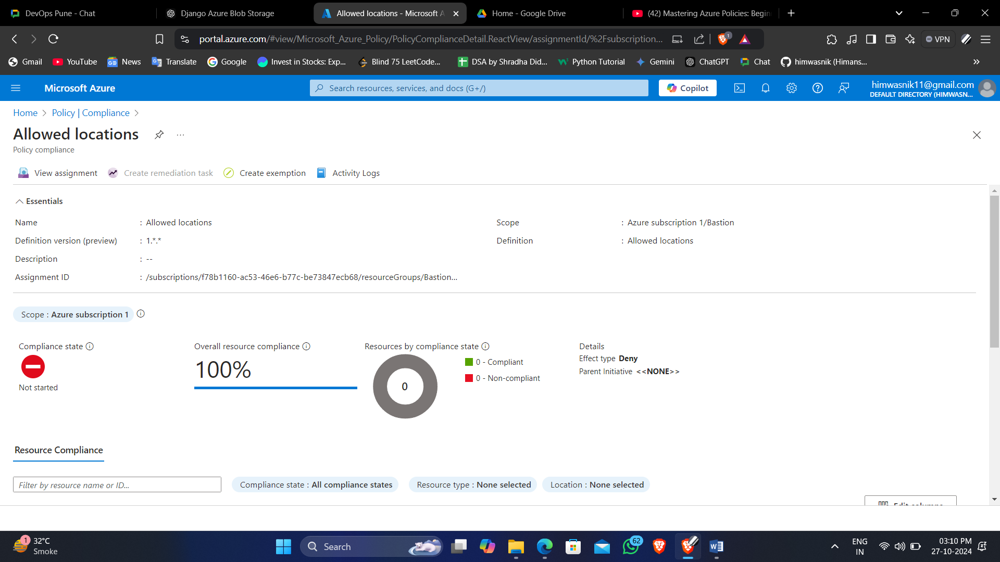 DevOps Pune - Chat
Django Azure Blob Storage
Allowed locations - Microsoft A
Home - Google Drive
(42) Mastering Azure Policies: Begin
portal.azure.com/#view/Microsoft_Azure_Policy/PolicyComplianceDetail.ReactView/assignmentId/%2Fsubscription...
1
VPN
Gmail
YouTube
News
Translate
Google
Invest in Stocks: Exp...
Blind 75 LeetCode...
DSA by Shradha Did...
Python Tutorial
Gemini
ChatGPT
Chat
himwasnik (Himans...
Microsoft Azure
Search resources, services, and docs (G+/)
Copilot
himwasnik11@gmail.com
DEFAULT DIRECTORY (HIMWASN...
Home > Policy | Compliance >
Allowed locations
Policy compliance
View assignment
Create remediation task
Create exemption
Activity Logs
Essentials
Name : Allowed locations
Scope : Azure subscription 1/Bastion
Definition version (preview) : 1.*.*
Definition : Allowed locations
Description : --
Assignment ID : /subscriptions/f78b1160-ac53-46e6-b77c-be73847ecb68/resourceGroups/Bastion...
Scope : Azure subscription 1
Compliance state
Not started
Overall resource compliance
100%
Resources by compliance state
0
0 - Compliant
0 - Non-compliant
Details
Effect type Deny
Parent Initiative <<NONE>>
Resource Compliance
Filter by resource name or ID...
Compliance state : All compliance states
Resource type : None selected
Location : None selected
Edit columns
1
32°C
Smoke
Search
62
ENG
IN
03:10 PM
27-10-2024